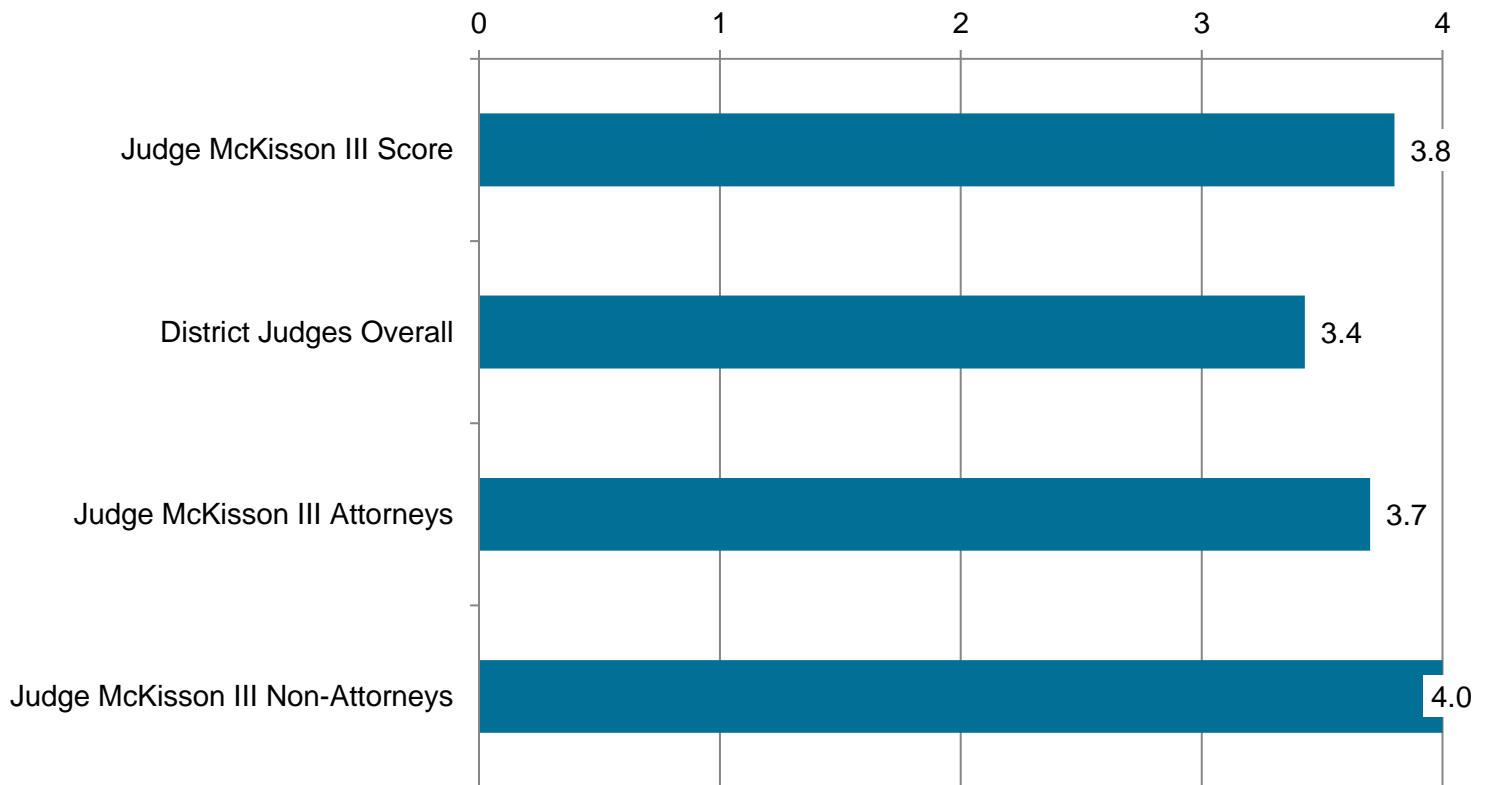 0 1 2 3 4
Judge McKisson III Score 3.8
District Judges Overall 3.4
Judge McKisson III Attorneys 3.7
Judge McKisson III Non-Attorneys 4.0